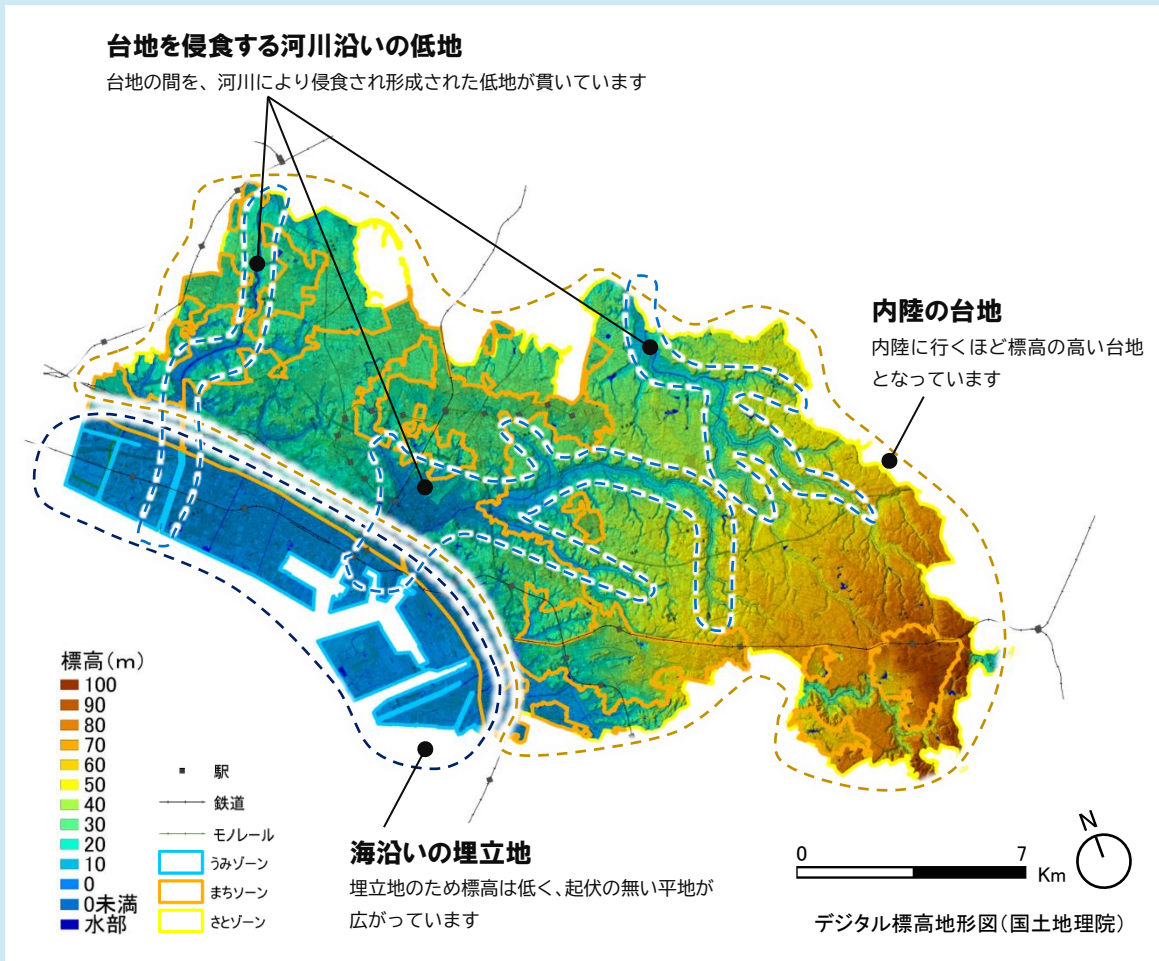 台地を侵食する河川沿いの低地
台地の間を、河川により侵食され形成された低地が貫いています
内陸の台地
内陸に行くほど標高の高い台地
となっています
標高(m)
100
90
80
70
60
50
40
30
20
10
0
0未満
水部
駅
鉄道
モノレール
うみゾーン
まちソーン
さとゾーン
海沿いの埋立地
埋立地のため標高は低く、起伏の無い平地が
広がっています
0 7
Km
N
デジタル標高地形図(国土地理院)